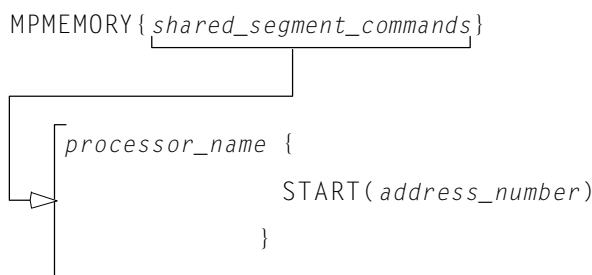 MPMEMORY{shared_segment_commands}
processor_name {
START(address_number)
}